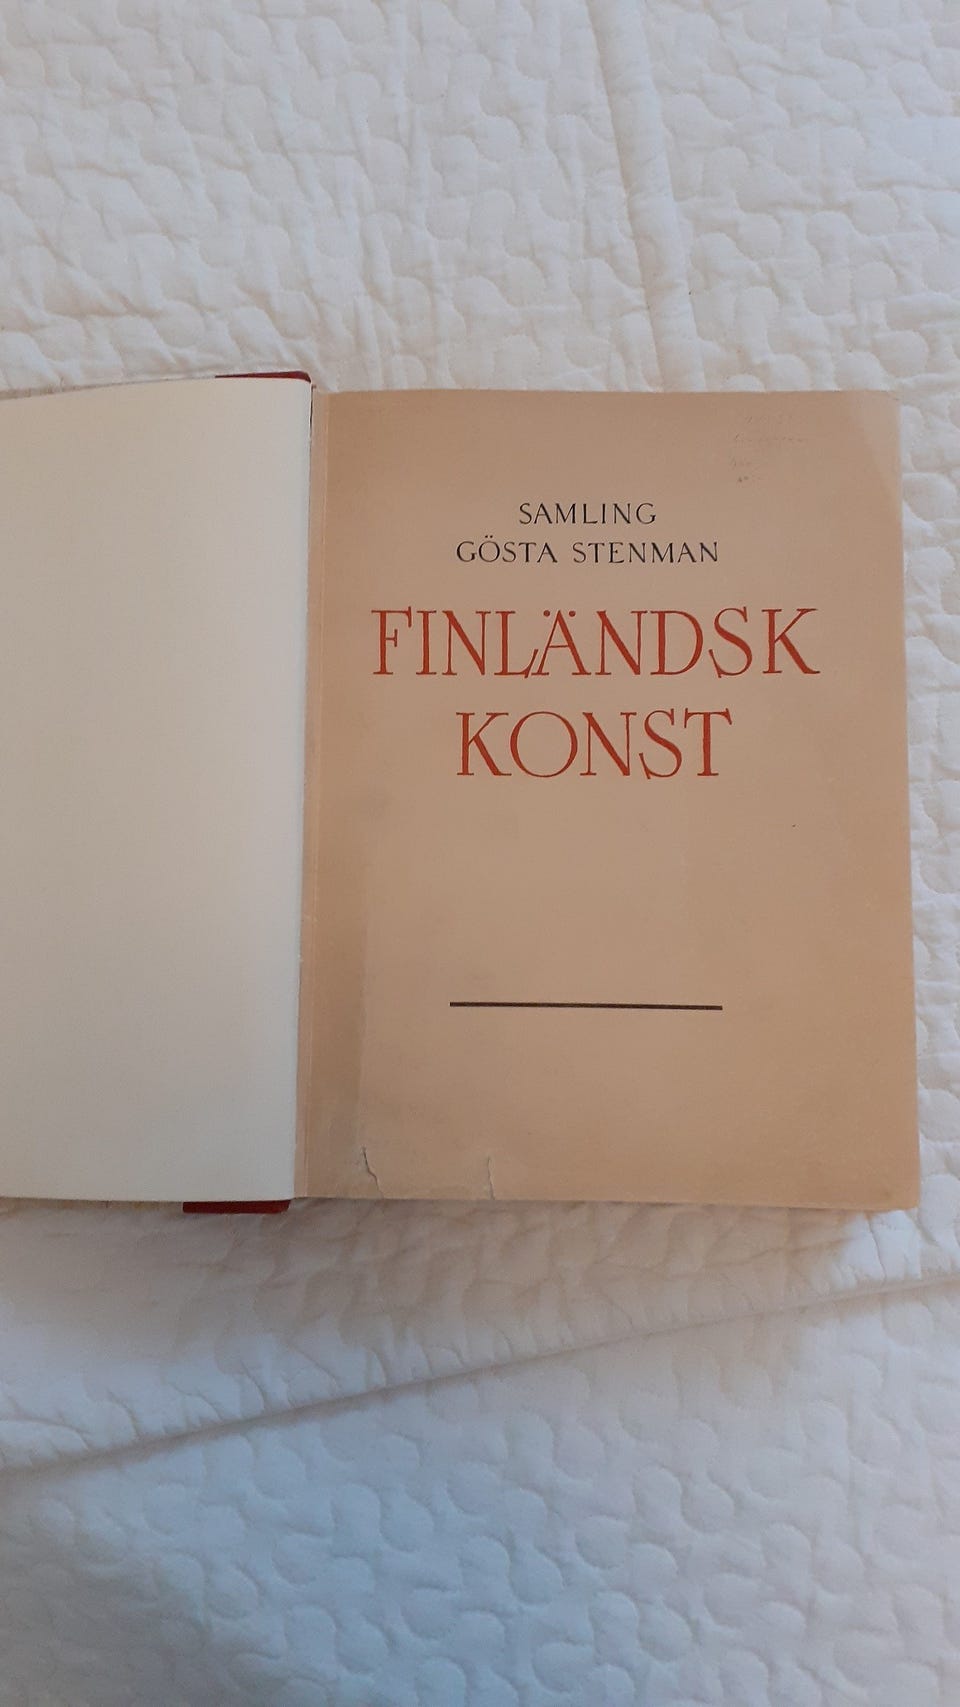 SAMLING
GÖSTA STENMAN
FINLÄNDSK
KONST